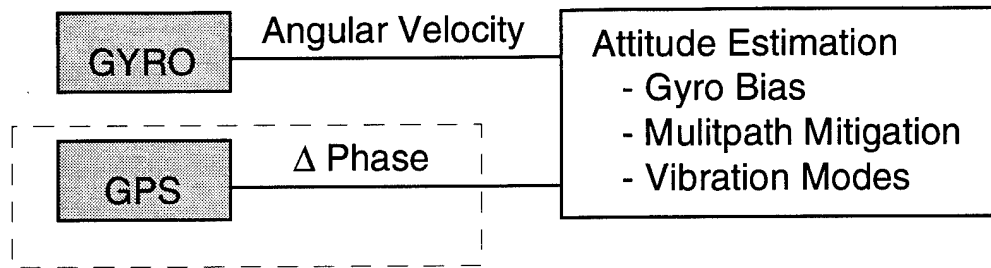 GYRO
Angular Velocity
GPS
Δ Phase
Attitude Estimation
- Gyro Bias
- Mulitpath Mitigation
- Vibration Modes